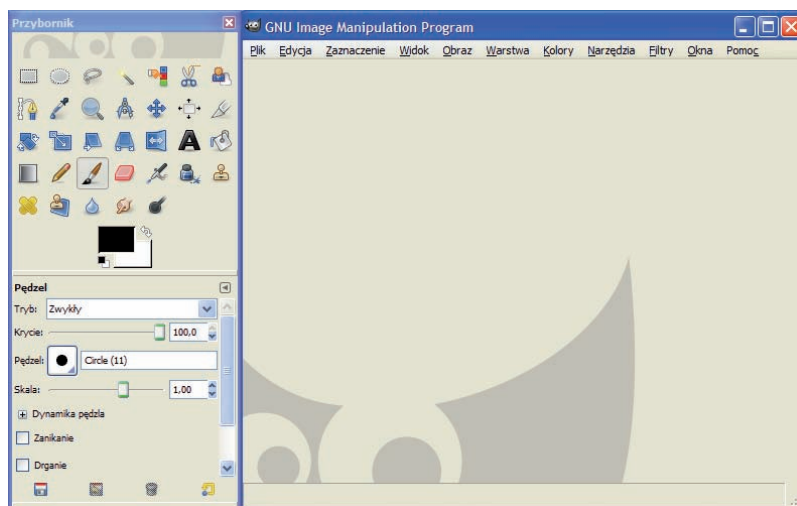 Przybornik
Pędzel
Tryb: Zwykły
Krycie: 100,0
Pędzel: Circle (11)
Skala: 1,00
Dynamika pędzla
Zanikanie
Drganie
GNU Image Manipulation Program
Plik Edycja Zaznaczenie Widok Obraz Warstwa Kolory Narzędzia Filtry Okna Pomoc